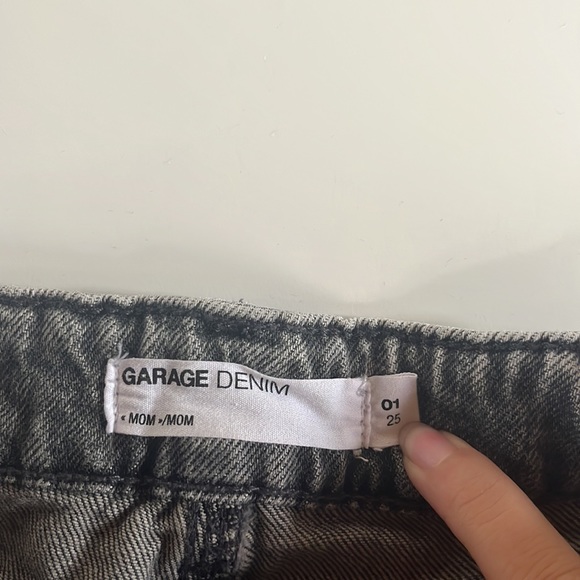 GARAGE DENIM
« MOM »/MOM
01
25